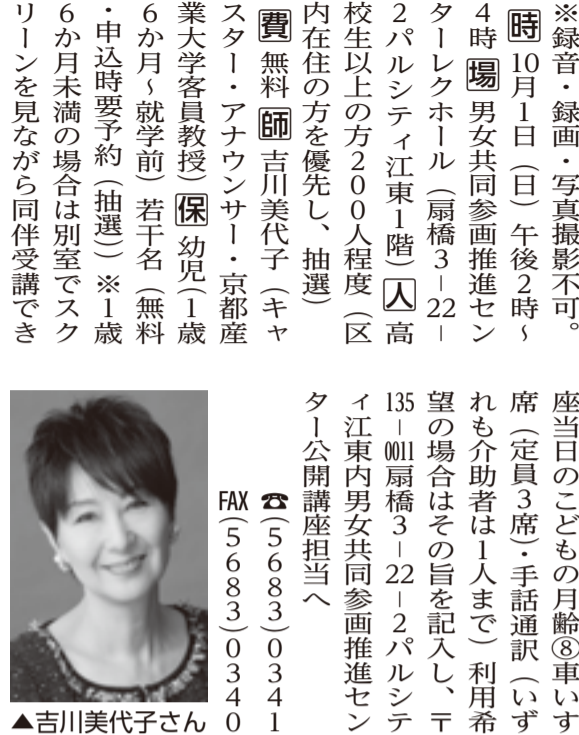 ※録音・録画・写真撮影不可。
時 10月1日（日）午後2時～
4時 場 男女共同参画推進セン
ターレクホール（扇橋3－22－
2パルシティ江東1階）人 高
校生以上の方200人程度（区
内在住の方を優先し、抽選）
費 無料 師 吉川美代子（キャ
スター・アナウンサー・京都産
業大学客員教授）保 幼児（1歳
6か月～就学前）若干名（無料
・申込時要予約（抽選））※1歳
6か月未満の場合は別室でスク
リーンを見ながら同伴受講でき
座当日のこどもの月齢⑧車いす
席（定員3席）・手話通訳（いず
れも介助者は1人まで）利用希
望の場合はその旨を記入し、〒
135－0011扇橋3－22－2パルシテ
ィ江東内男女共同参画推進セン
ター公開講座担当へ
☎（5683）0341
FAX（5683）0340
▲吉川美代子さん